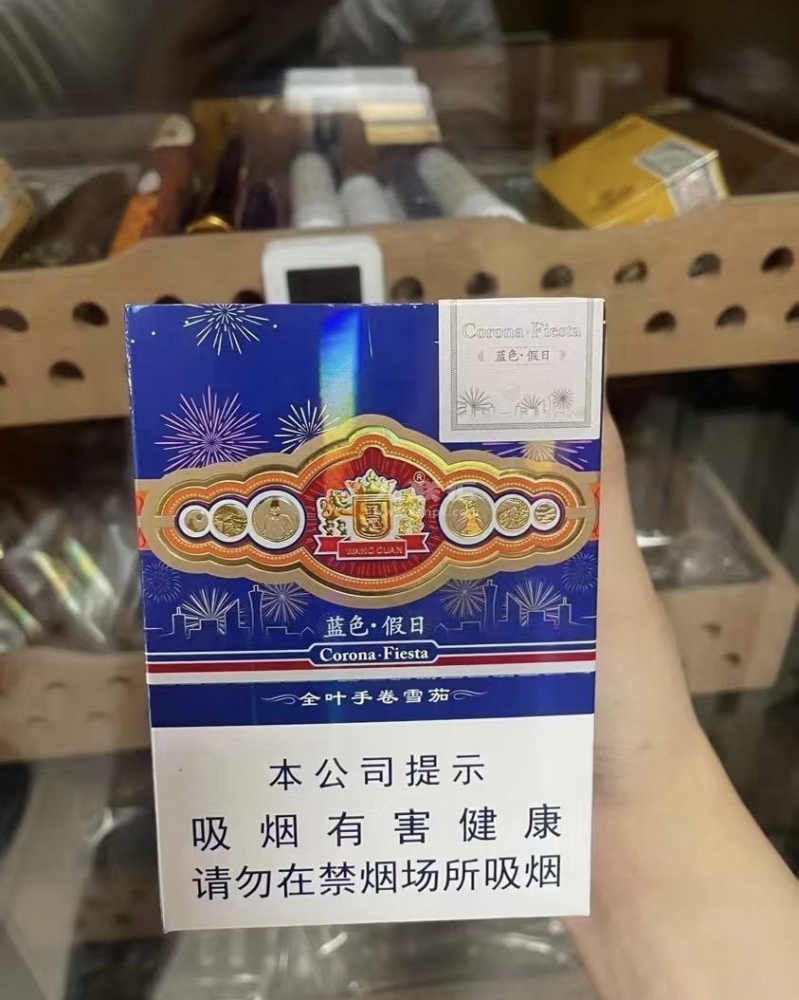 Corona·Fiesta
蓝色·假日
®
王冠
WANG GUAN
蓝色·假日
Corona·Fiesta
全叶手卷雪茄
本公司提示
吸烟有害健康
请勿在禁烟场所吸烟